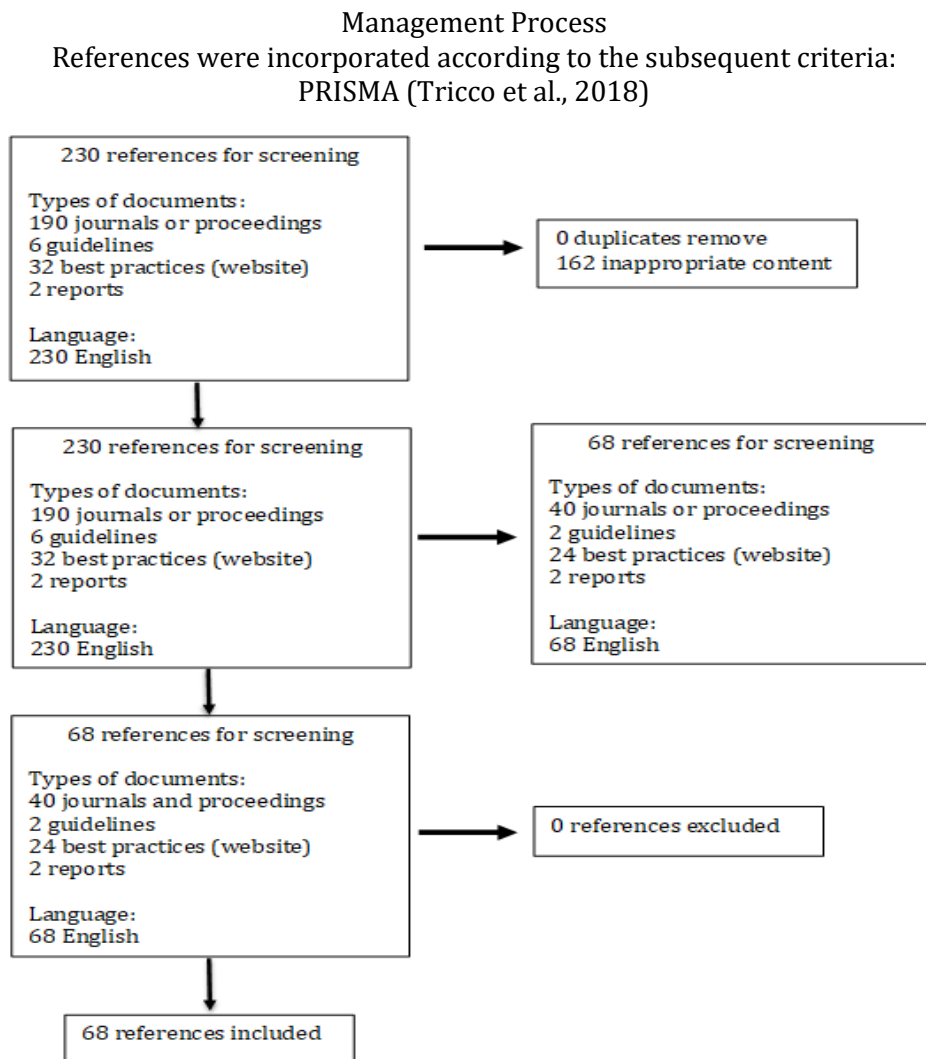 Management Process
References were incorporated according to the subsequent criteria:
PRISMA (Tricco et al., 2018)
230 references for screening
Types of documents:
190 journals or proceedings
6 guidelines
32 best practices (website)
2 reports
Language:
230 English
0 duplicates remove
162 inappropriate content
230 references for screening
Types of documents:
190 journals or proceedings
6 guidelines
32 best practices (website)
2 reports
Language:
230 English
68 references for screening
Types of documents:
40 journals or proceedings
2 guidelines
24 best practices (website)
2 reports
Language:
68 English
68 references for screening
Types of documents:
40 journals and proceedings
2 guidelines
24 best practices (website)
2 reports
Language:
68 English
0 references excluded
68 references included